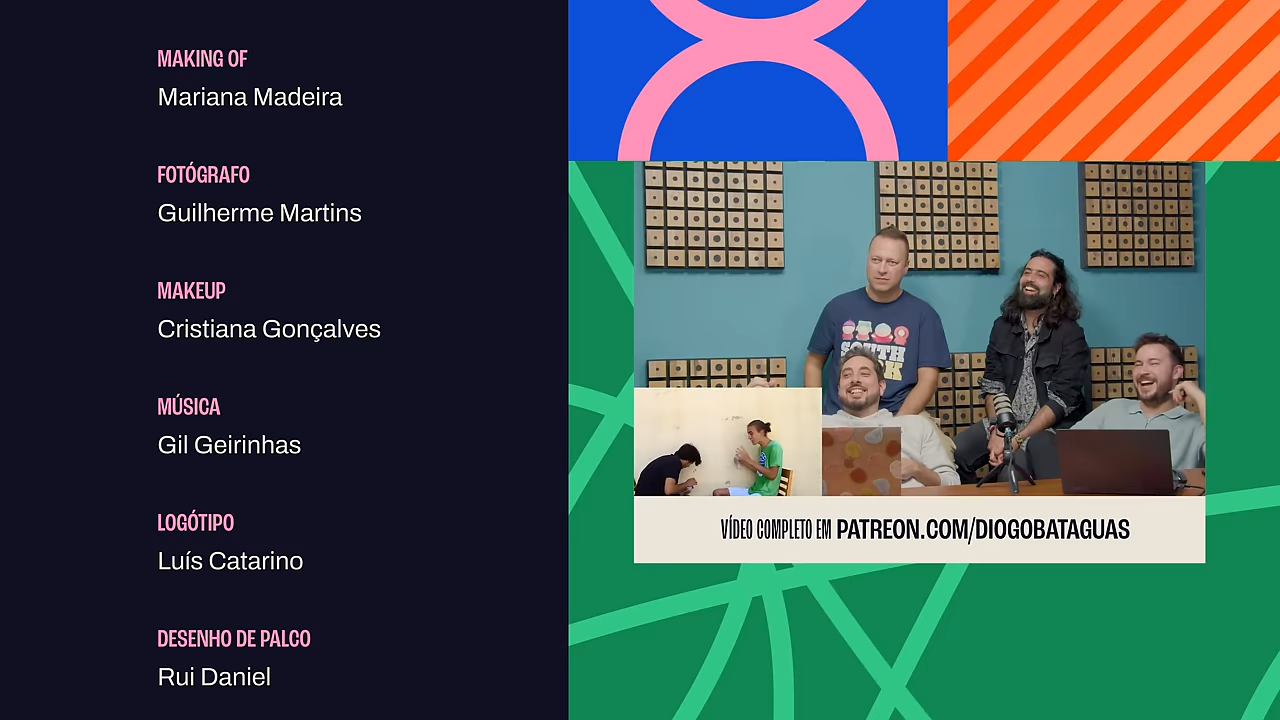 MAKING OF
Mariana Madeira
FOTÓGRAFO
Guilherme Martins
MAKEUP
Cristiana Gonçalves
MÚSICA
Gil Geirinhas
LOGÓTIPO
Luís Catarino
DESENHO DE PALCO
Rui Daniel
SOUTH
VÍDEO COMPLETO EM PATREON.COM/DIOGOBATAGUAS